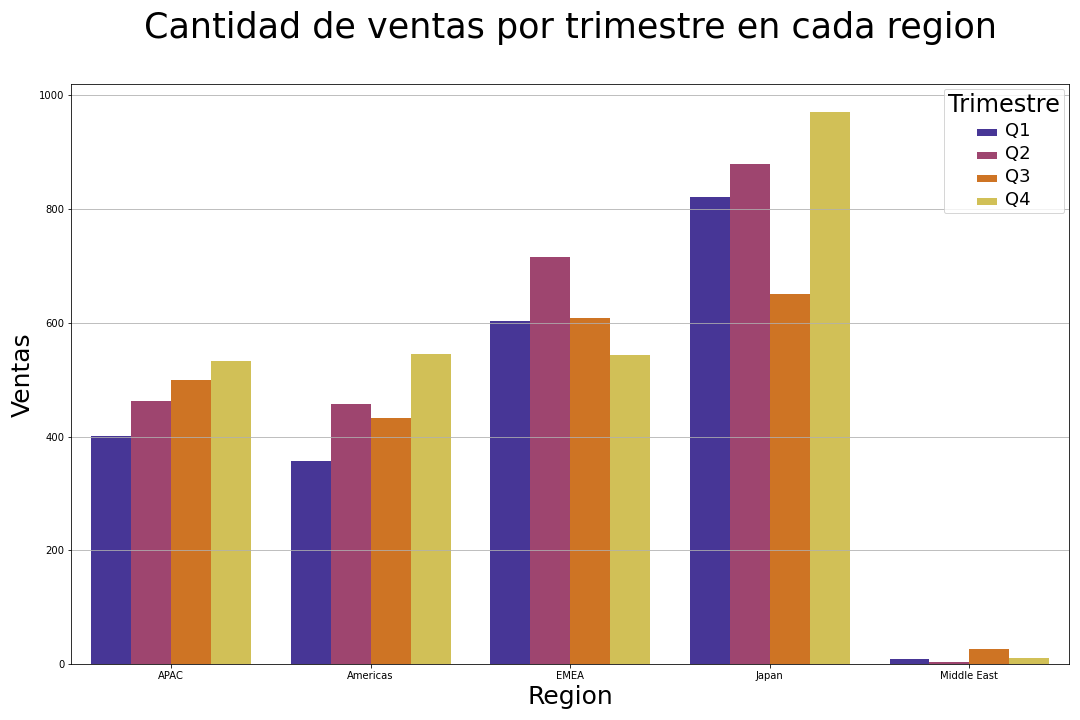 Cantidad de ventas por trimestre en cada region
1000
800
600
400
200
0
Ventas
Trimestre
Q1
Q2
Q3
Q4
APAC
Americas
EMEA
Japan
Middle East
Region